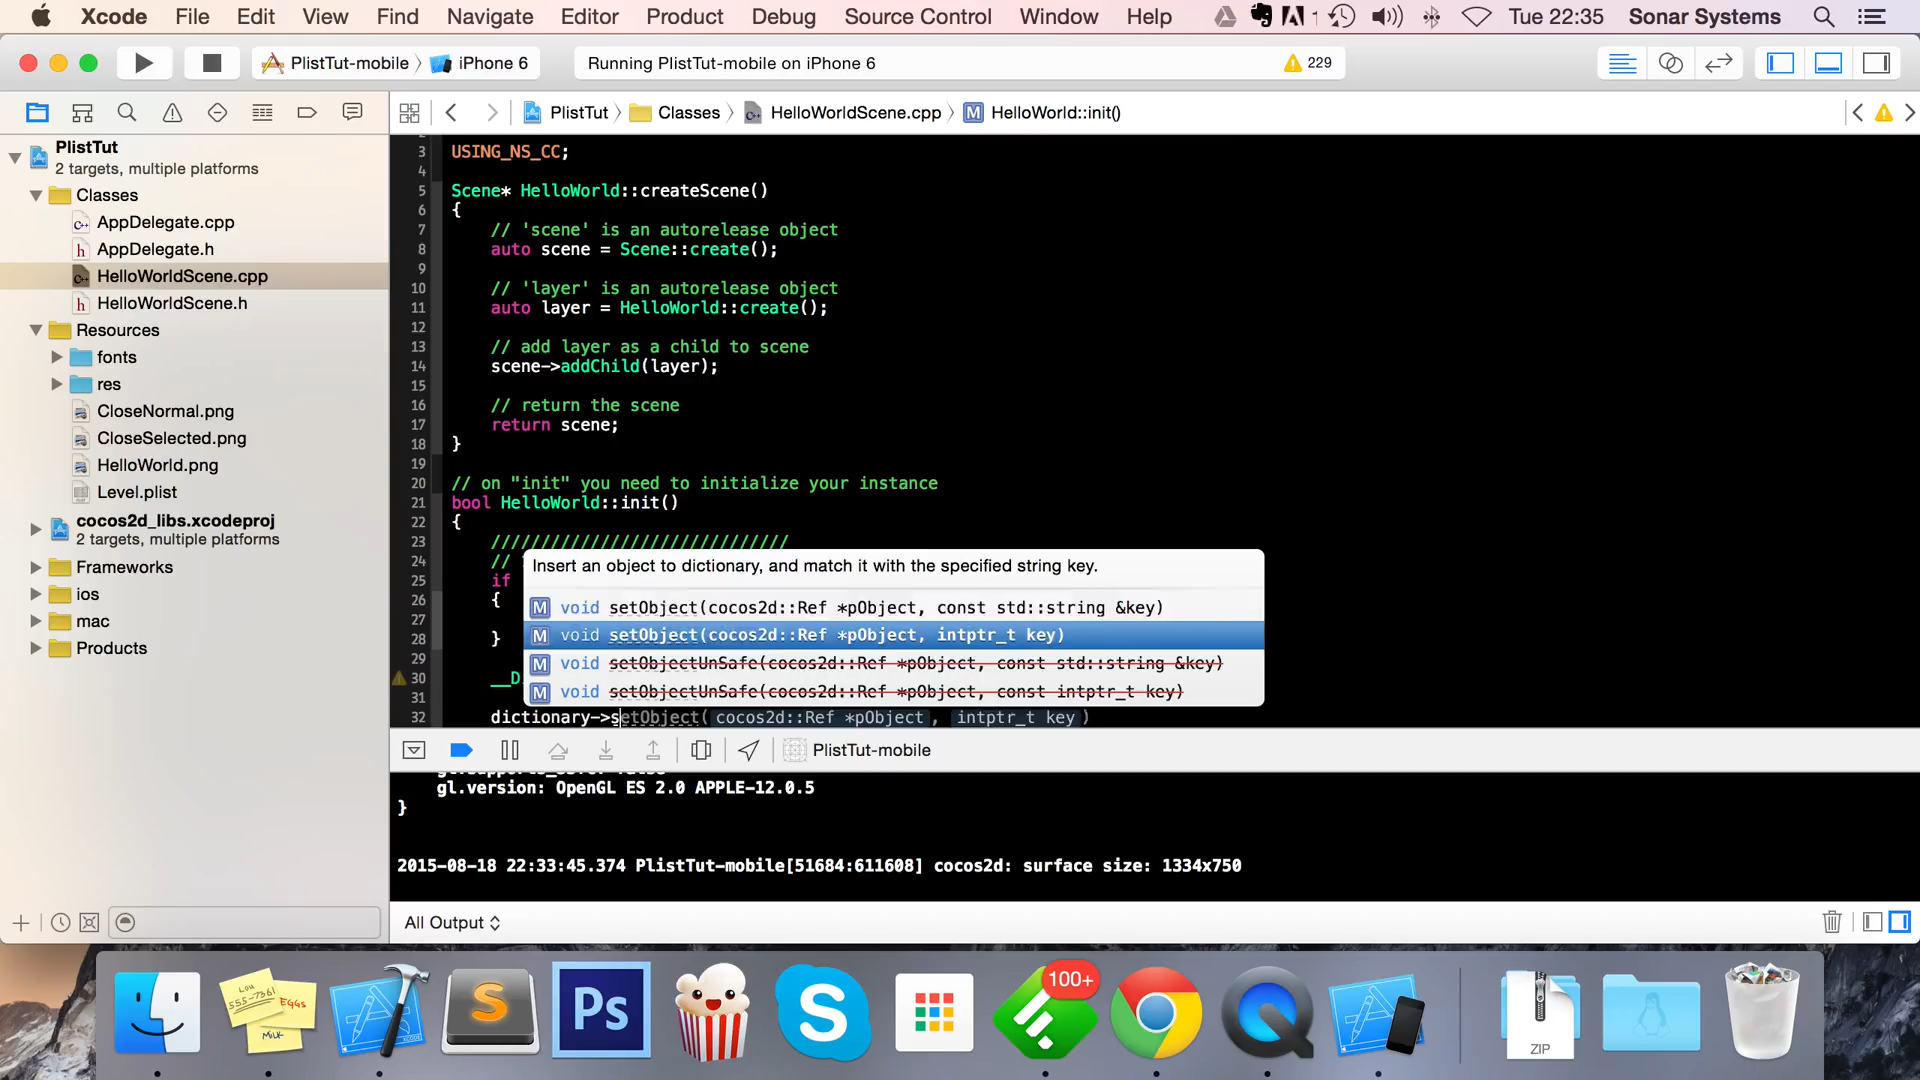 Xcode File Edit View Find Navigate Editor Product Debug Source Control Window Help 1 Tue 22:35 Sonar Systems
PlistTut-mobile iPhone 6 Running PlistTut-mobile on iPhone 6 229
PlistTut Classes HelloWorldScene.cpp M HelloWorld::init()
PlistTut
2 targets, multiple platforms
Classes
AppDelegate.cpp
AppDelegate.h
HelloWorldScene.cpp
HelloWorldScene.h
Resources
fonts
res
CloseNormal.png
CloseSelected.png
HelloWorld.png
Level.plist
cocos2d_libs.xcodeproj
2 targets, multiple platforms
Frameworks
ios
mac
Products
3 USING_NS_CC;
4
5 Scene* HelloWorld::createScene()
6 {
7 // 'scene' is an autorelease object
8 auto scene = Scene::create();
9
10 // 'layer' is an autorelease object
11 auto layer = HelloWorld::create();
12
13 // add layer as a child to scene
14 scene->addChild(layer);
15
16 // return the scene
17 return scene;
18 }
19
20 // on "init" you need to initialize your instance
21 bool HelloWorld::init()
22 {
23 //////////////////////////////
24 //
25 if
26 {
27
28 }
29
30 __D
31
32 dictionary->setObject(cocos2d::Ref *pObject, intptr_t key)
Insert an object to dictionary, and match it with the specified string key.
M void setObject(cocos2d::Ref *pObject, const std::string &key)
M void setObject(cocos2d::Ref *pObject, intptr_t key)
M void setObjectUnSafe(cocos2d::Ref *pObject, const std::string &key)
M void setObjectUnSafe(cocos2d::Ref *pObject, const intptr_t key)
PlistTut-mobile
gl.version: OpenGL ES 2.0 APPLE-12.0.5
}
2015-08-18 22:33:45.374 PlistTut-mobile[51684:611608] cocos2d: surface size: 1334x750
All Output
Lou
555-7361
EGGS
MILK
S
Ps
S
100+
Q
ZIP